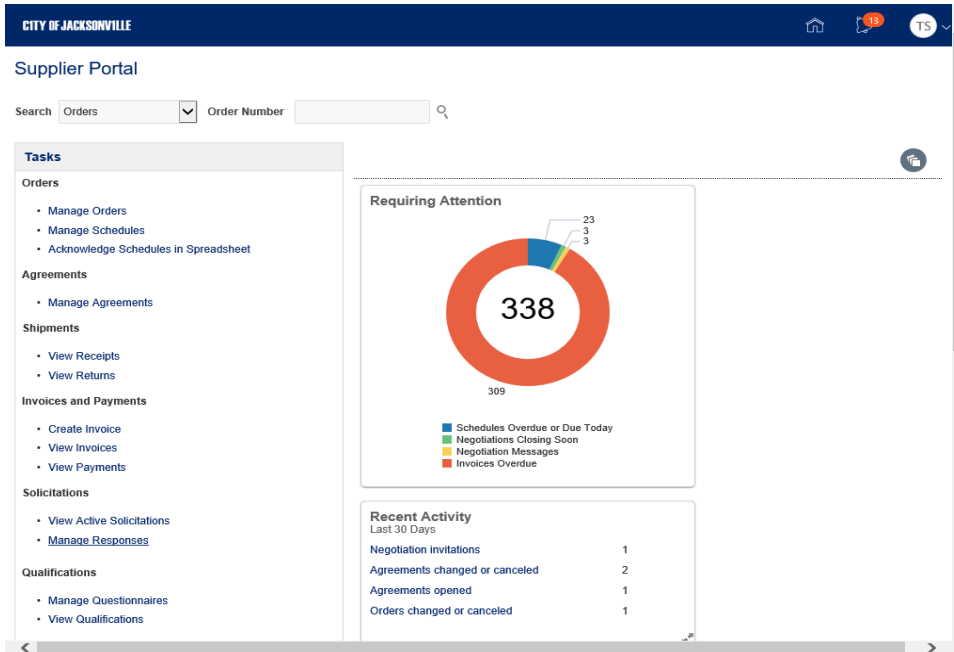 CITY OF JACKSONVILLE
13
TS
Supplier Portal
Search Orders Order Number
Tasks
Orders
• Manage Orders
• Manage Schedules
• Acknowledge Schedules in Spreadsheet
Agreements
• Manage Agreements
Shipments
• View Receipts
• View Returns
Invoices and Payments
• Create Invoice
• View Invoices
• View Payments
Solicitations
• View Active Solicitations
• Manage Responses
Qualifications
• Manage Questionnaires
• View Qualifications
Requiring Attention
23
3
3
338
309
Schedules Overdue or Due Today
Negotiations Closing Soon
Negotiation Messages
Invoices Overdue
Recent Activity
Last 30 Days
Negotiation invitations 1
Agreements changed or canceled 2
Agreements opened 1
Orders changed or canceled 1